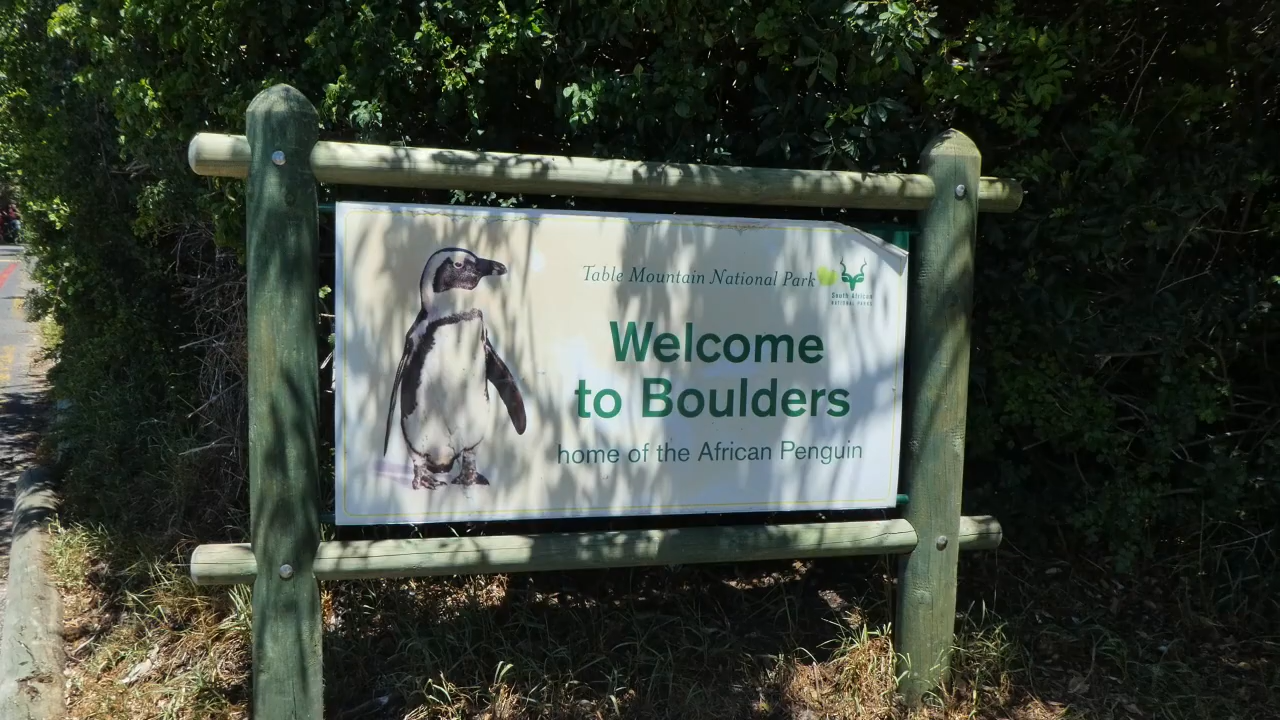 Table Mountain National Park
South African
NATIONAL PARKS
Welcome
to Boulders
home of the African Penguin